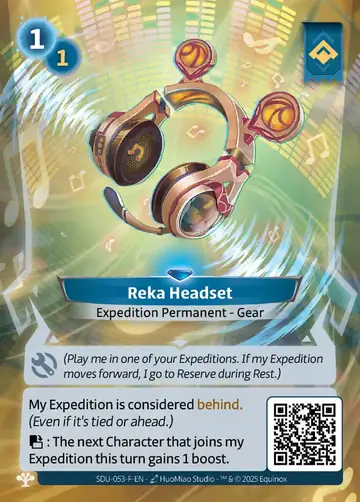 1
1
Reka Headset
Expedition Permanent - Gear
(Play me in one of your Expeditions. If my Expedition
moves forward, I go to Reserve during Rest.)
My Expedition is considered behind.
(Even if it's tied or ahead.)
: The next Character that joins my
Expedition this turn gains 1 boost.
SDU-053-F-EN - HuoMiao Studio - ™ & © 2025 Equinox